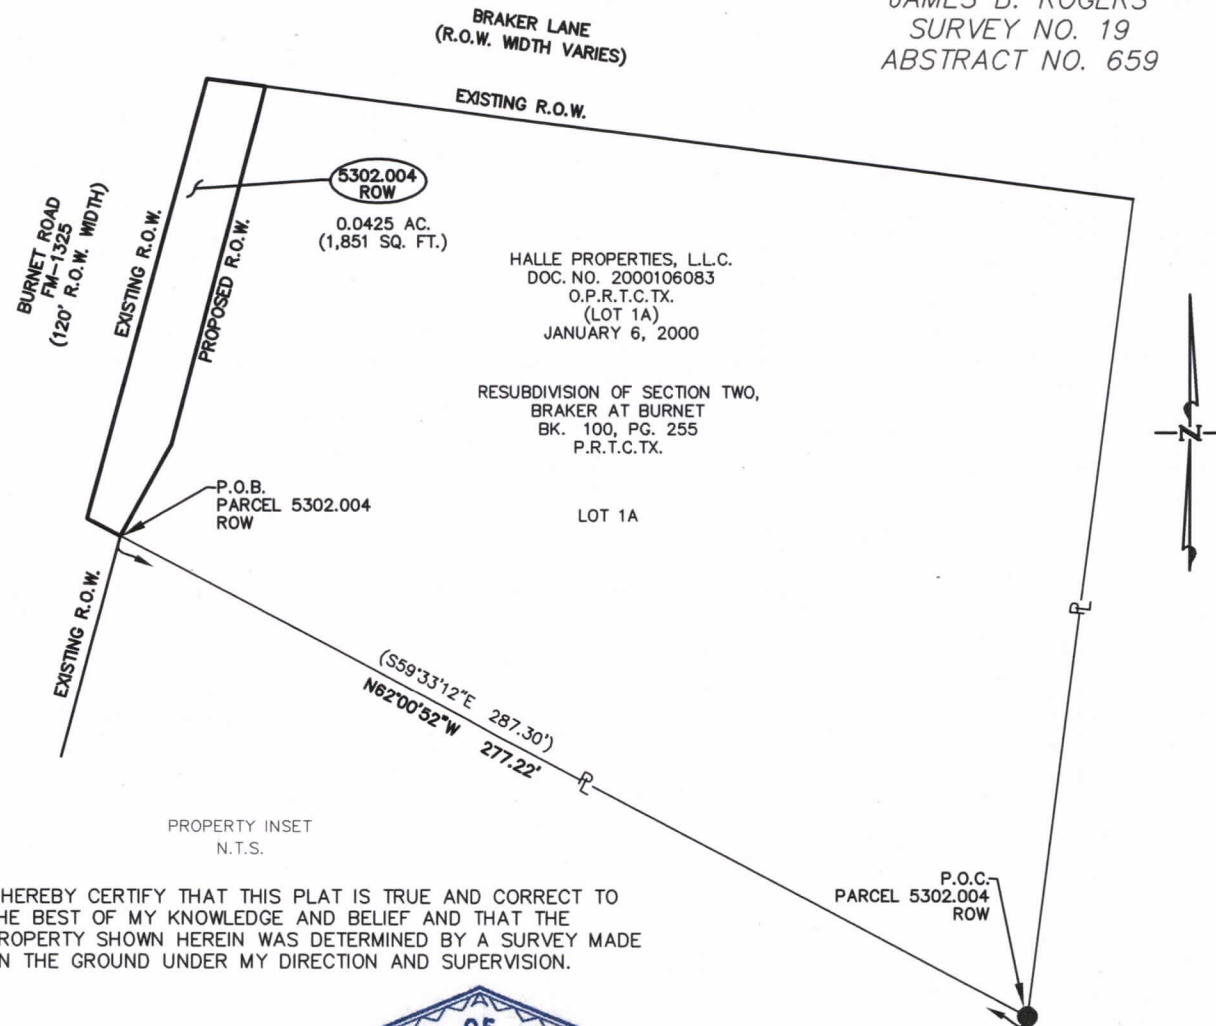 JAMES B. ROGERS
SURVEY NO. 19
ABSTRACT NO. 659
BRAKER LANE
(R.O.W. WIDTH VARIES)
EXISTING R.O.W.
5302.004
ROW
0.0425 AC.
(1,851 SQ. FT.)
BURNET ROAD
FM-1325
(120' R.O.W. WIDTH)
EXISTING R.O.W.
PROPOSED R.O.W.
HALLE PROPERTIES, L.L.C.
DOC. NO. 2000106083
O.P.R.T.C.TX.
(LOT 1A)
JANUARY 6, 2000
RESUBDIVISION OF SECTION TWO,
BRAKER AT BURNET
BK. 100, PG. 255
P.R.T.C.TX.
LOT 1A
N
P.O.B.
PARCEL 5302.004
ROW
EXISTING R.O.W.
PL
(S59°33'12"E 287.30')
N62°00'52"W 277.22'
PL
PROPERTY INSET
N.T.S.
P.O.C.
PARCEL 5302.004
ROW
HEREBY CERTIFY THAT THIS PLAT IS TRUE AND CORRECT TO
HE BEST OF MY KNOWLEDGE AND BELIEF AND THAT THE
ROPERTY SHOWN HEREIN WAS DETERMINED BY A SURVEY MADE
N THE GROUND UNDER MY DIRECTION AND SUPERVISION.
OF